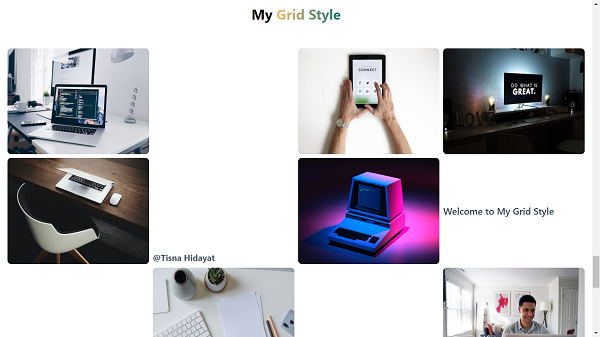 My Grid Style
CONNECT
DO WHAT IS
GREAT.
@Tisna Hidayat
Welcome to My Grid Style